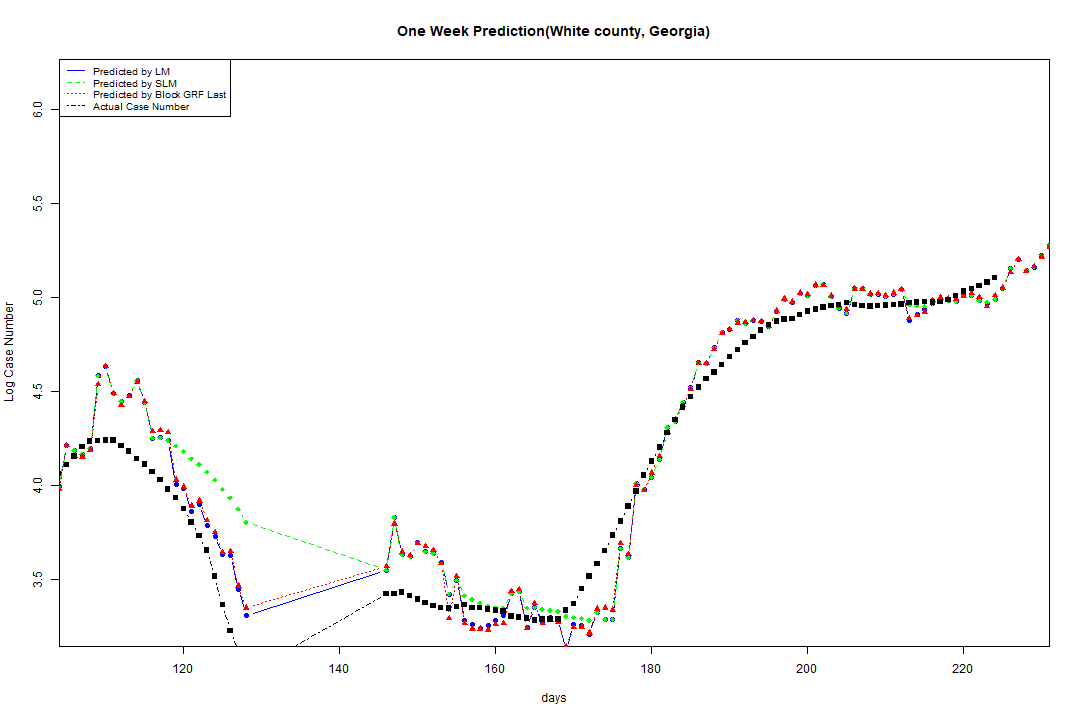 One Week Prediction(White county, Georgia)
Predicted by LM
Predicted by SLM
Predicted by Block GRF Last
Actual Case Number
Log Case Number
6.0
5.5
5.0
4.5
4.0
3.5
120 140 160 180 200 220
days